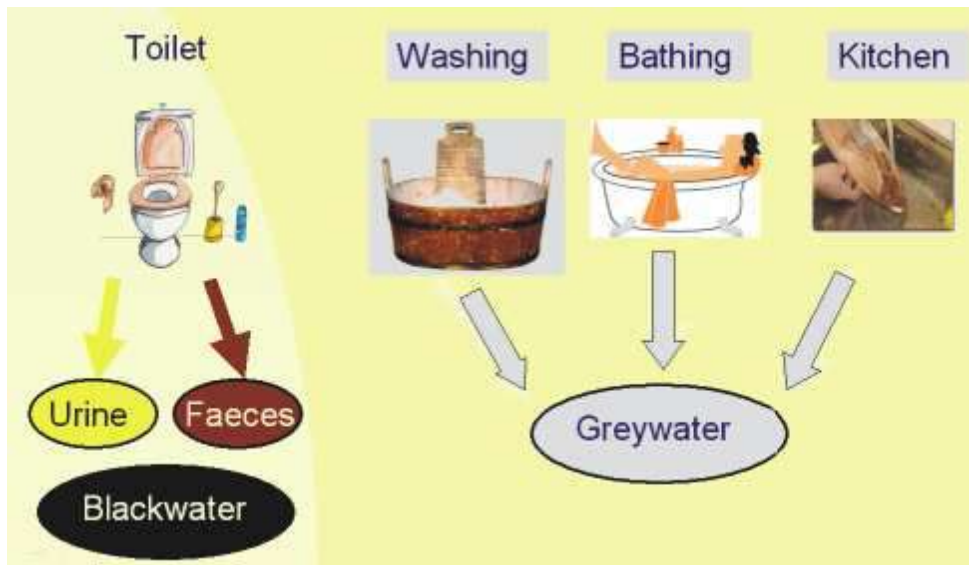 Toilet
Washing
Bathing
Kitchen
Urine
Faeces
Greywater
Blackwater